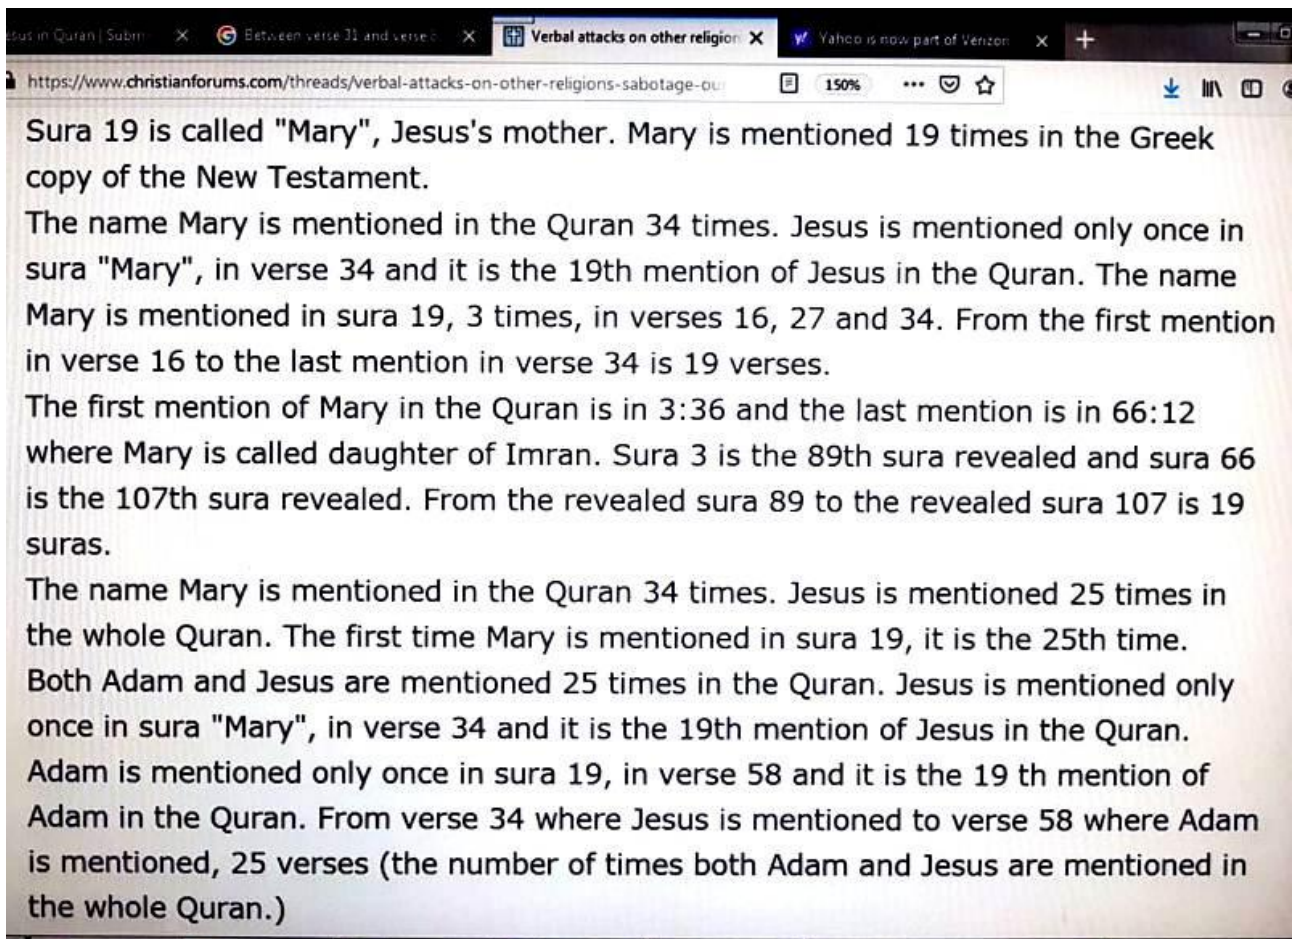 Between verse 31 and verse
Verbal attacks on other religion
Yahoo is now part of Verizon
https://www.christianforums.com/threads/verbal-attacks-on-other-religions-sabotage-ou
150%
Sura 19 is called "Mary", Jesus's mother. Mary is mentioned 19 times in the Greek
copy of the New Testament.
The name Mary is mentioned in the Quran 34 times. Jesus is mentioned only once in
sura "Mary", in verse 34 and it is the 19th mention of Jesus in the Quran. The name
Mary is mentioned in sura 19, 3 times, in verses 16, 27 and 34. From the first mention
in verse 16 to the last mention in verse 34 is 19 verses.
The first mention of Mary in the Quran is in 3:36 and the last mention is in 66:12
where Mary is called daughter of Imran. Sura 3 is the 89th sura revealed and sura 66
is the 107th sura revealed. From the revealed sura 89 to the revealed sura 107 is 19
suras.
The name Mary is mentioned in the Quran 34 times. Jesus is mentioned 25 times in
the whole Quran. The first time Mary is mentioned in sura 19, it is the 25th time.
Both Adam and Jesus are mentioned 25 times in the Quran. Jesus is mentioned only
once in sura "Mary", in verse 34 and it is the 19th mention of Jesus in the Quran.
Adam is mentioned only once in sura 19, in verse 58 and it is the 19 th mention of
Adam in the Quran. From verse 34 where Jesus is mentioned to verse 58 where Adam
is mentioned, 25 verses (the number of times both Adam and Jesus are mentioned in
the whole Quran.)